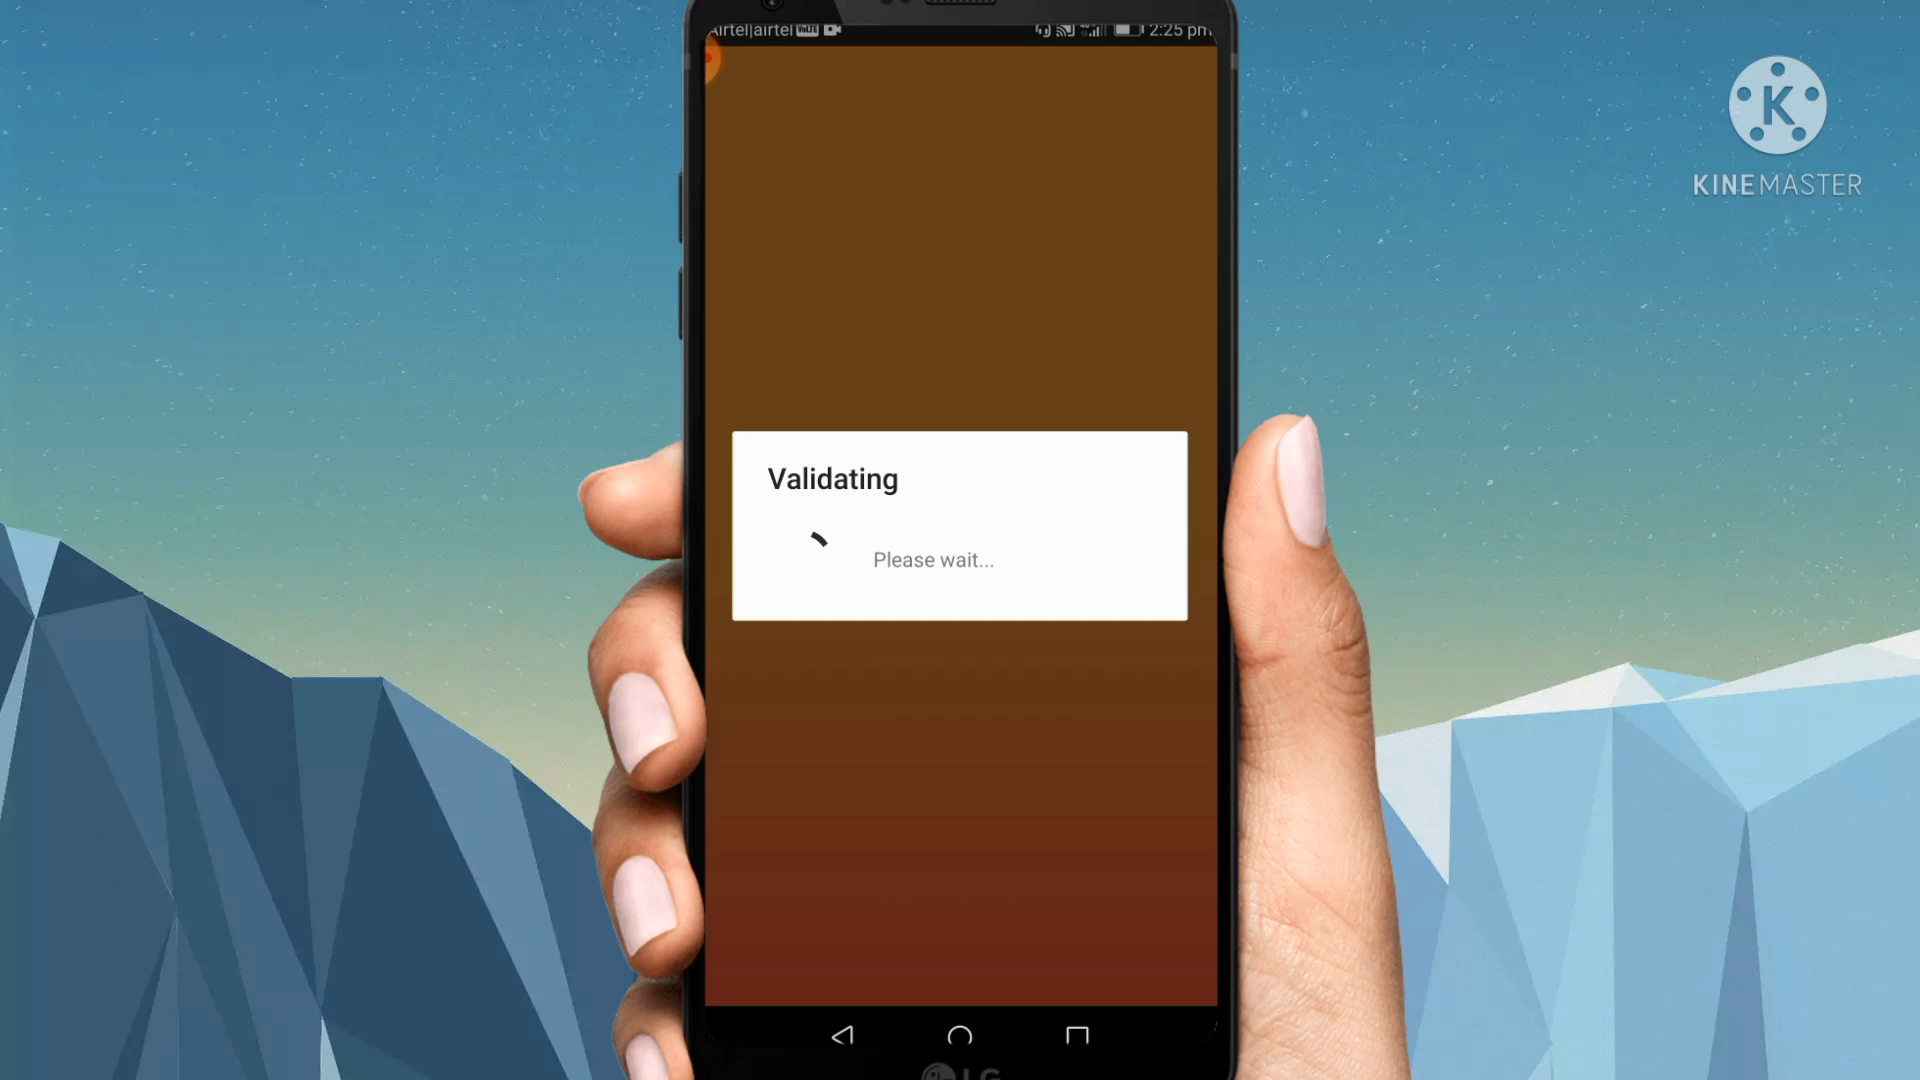 Airtel|airtel VoLTE 2:25 pm
K
KINEMASTER
Validating
Please wait...
LG